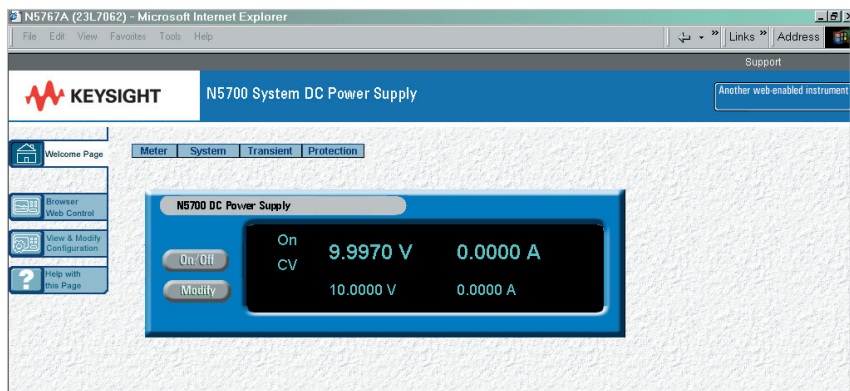 N5767A (23L7062) - Microsoft Internet Explorer
File Edit View Favorites Tools Help
Links » Address
Support
KEYSIGHT
N5700 System DC Power Supply
Another web-enabled instrument
Welcome Page
Meter System Transient Protection
Browser
Web Control
View & Modify
Configuration
Help with
this Page
N5700 DC Power Supply
On/Off
Modify
On
CV
9.9970 V 0.0000 A
10.0000 V 0.0000 A